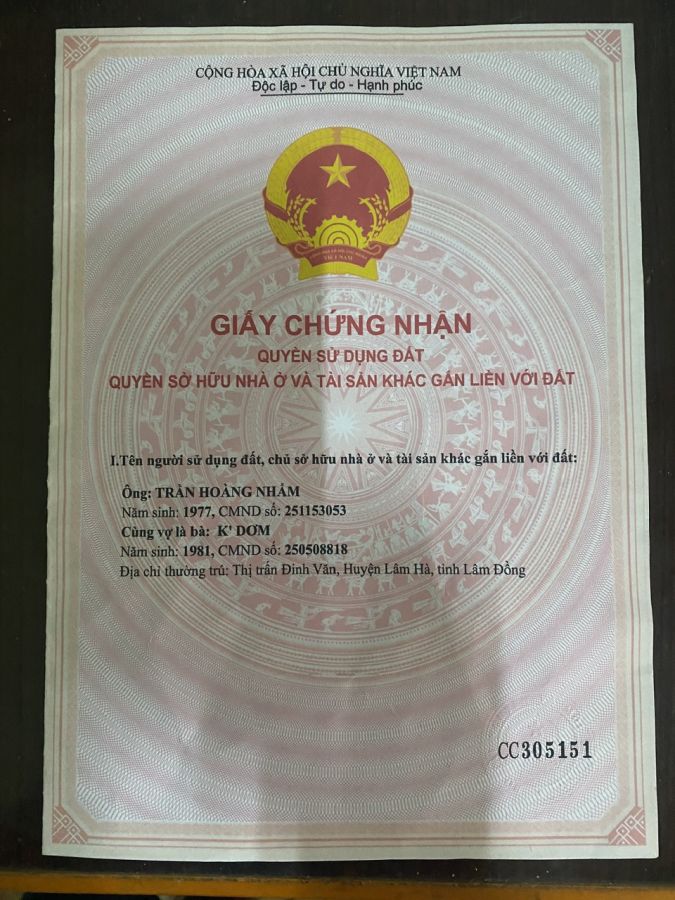 CỘNG HÒA XÃ HỘI CHỦ NGHĨA VIỆT NAM
Độc lập - Tự do - Hạnh phúc
VIỆT NAM
GIẤY CHỨNG NHẬN
QUYỀN SỬ DỤNG ĐẤT
QUYỀN SỞ HỮU NHÀ Ở VÀ TÀI SẢN KHÁC GẮN LIỀN VỚI ĐẤT
I.Tên người sử dụng đất, chủ sở hữu nhà ở và tài sản khác gắn liền với đất:
Ông: TRẦN HOÀNG NHÂM
Năm sinh: 1977, CMND số: 251153053
Cùng vợ là bà: K' DƠM
Năm sinh: 1981, CMND số: 250508818
Địa chỉ thường trú: Thị trấn Đinh Văn, Huyện Lâm Hà, tỉnh Lâm Đồng
CC305151